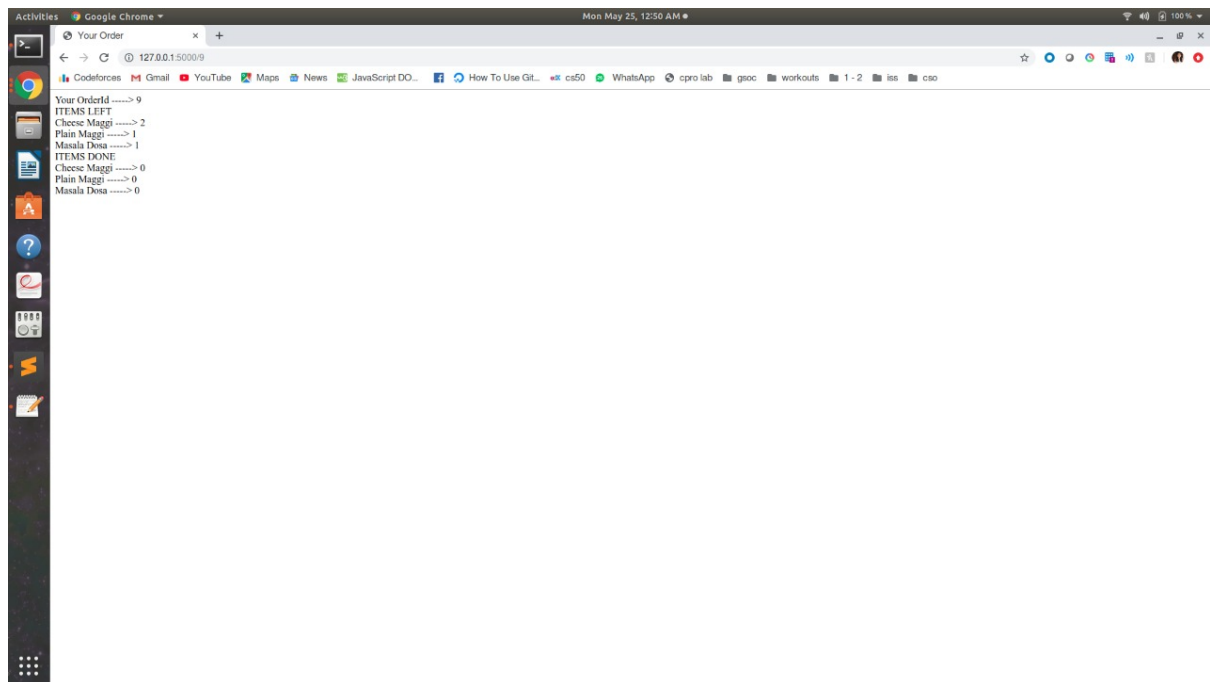 Activities Google Chrome Mon May 25, 12:50 AM 100%
Your Order
127.0.0.1:5000/9
Codeforces Gmail YouTube Maps News JavaScript DO... How To Use Git... cs50 WhatsApp cpro lab gsoc workouts 1 - 2 iss cso
Your OrderId -----> 9
ITEMS LEFT
Cheese Maggi -----> 2
Plain Maggi -----> 1
Masala Dosa -----> 1
ITEMS DONE
Cheese Maggi -----> 0
Plain Maggi -----> 0
Masala Dosa -----> 0